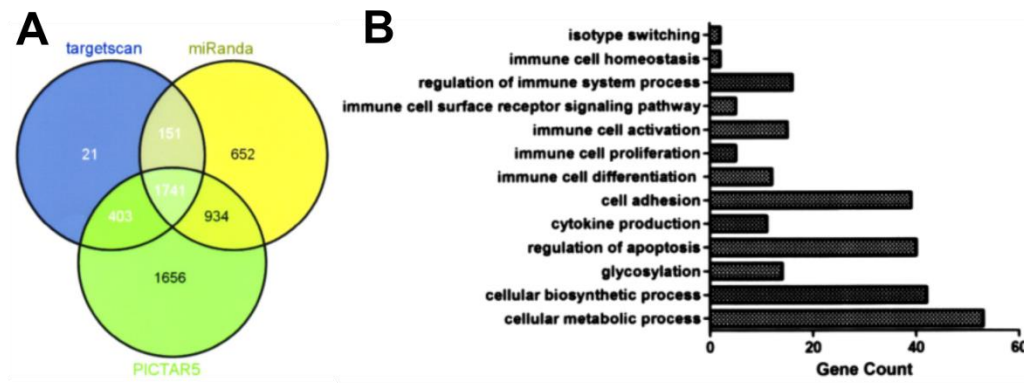 A
targetscan
miRanda
151
21
652
1741
403
934
1656
PICTAR5
B
isotype switching
immune cell homeostasis
regulation of immune system process
immune cell surface receptor signaling pathway
immune cell activation
immune cell proliferation
immune cell differentiation
cell adhesion
cytokine production
regulation of apoptosis
glycosylation
cellular biosynthetic process
cellular metabolic process
0 20 40 60
Gene Count